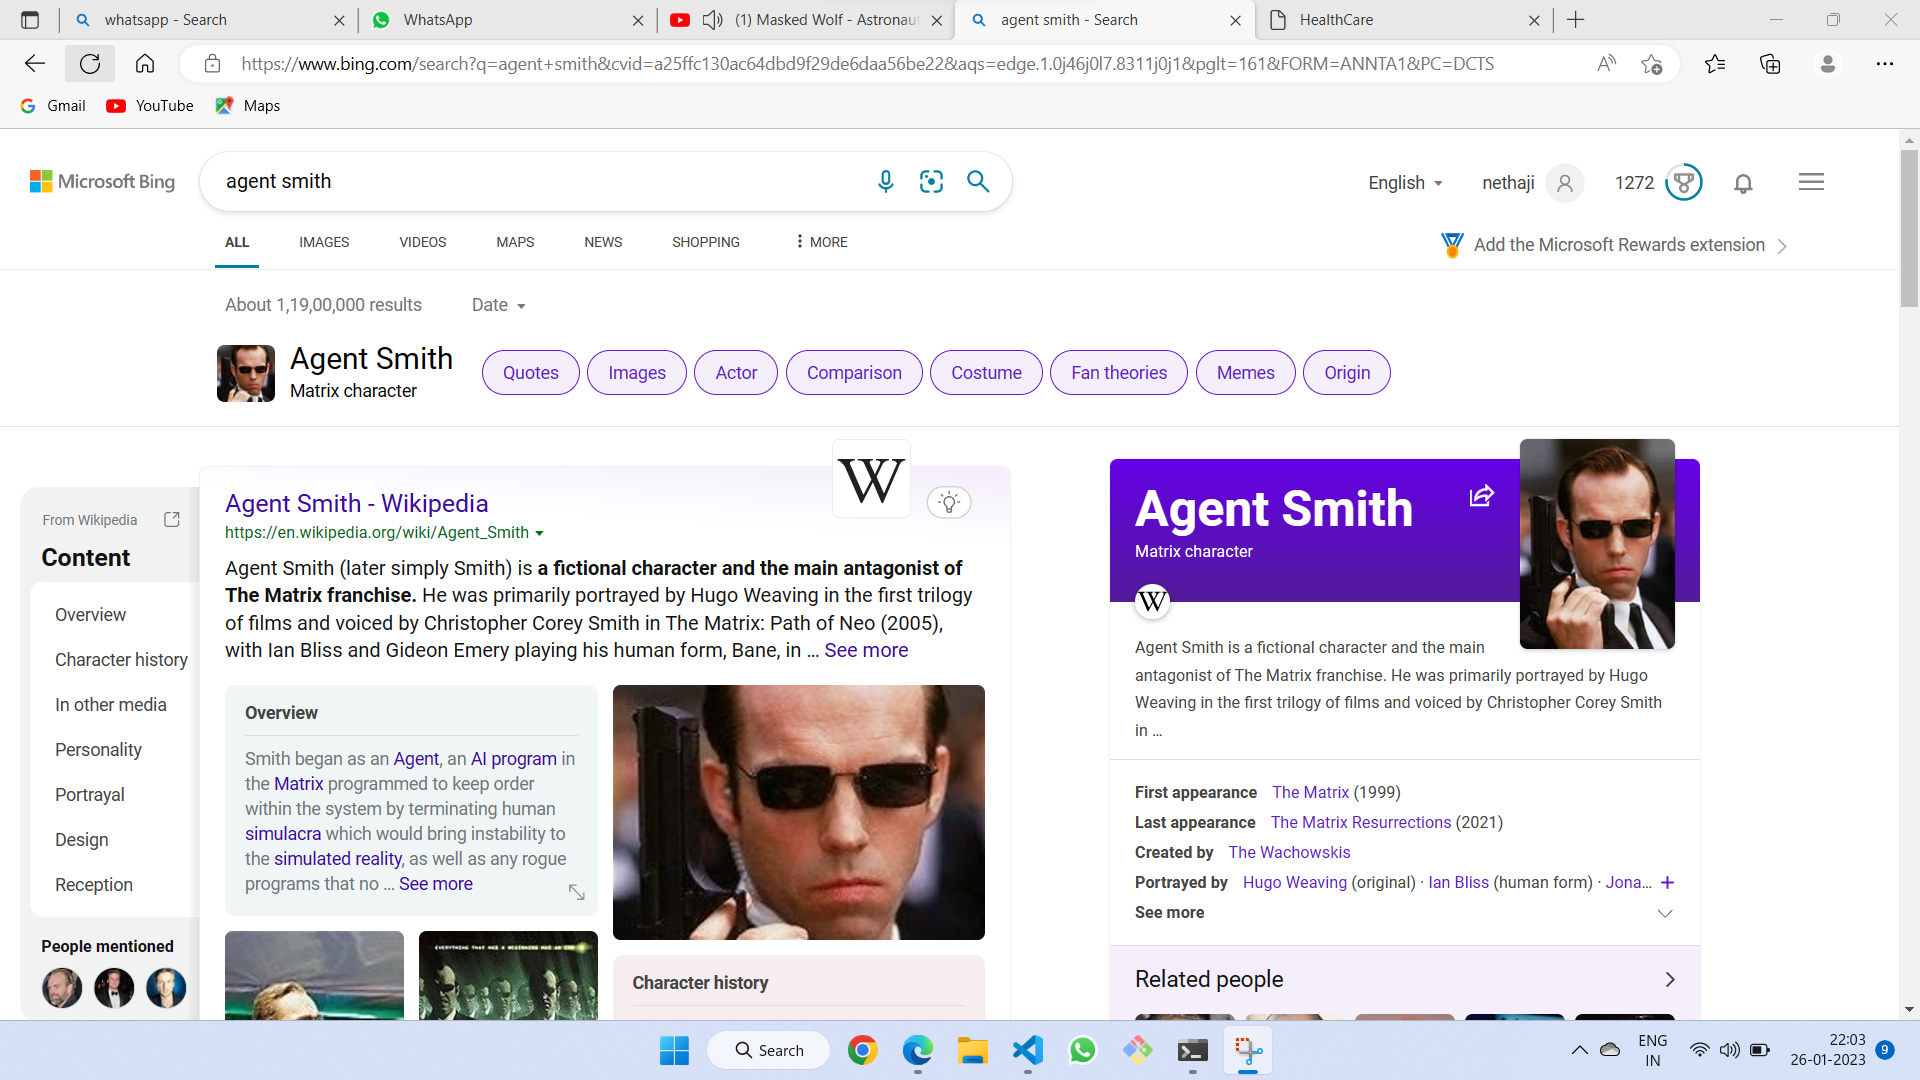 whatsapp - Search
WhatsApp
(1) Masked Wolf - Astronau
agent smith - Search
HealthCare
https://www.bing.com/search?q=agent+smith&cvid=a25ffc130ac64dbd9f29de6daa56be22&aqs=edge.1.0j46j0l7.8311j0j1&pglt=161&FORM=ANNTA1&PC=DCTS
Gmail
YouTube
Maps
Microsoft Bing
agent smith
English
nethaji
1272
ALL
IMAGES
VIDEOS
MAPS
NEWS
SHOPPING
MORE
Add the Microsoft Rewards extension
About 1,19,00,000 results
Date
Agent Smith
Matrix character
Quotes
Images
Actor
Comparison
Costume
Fan theories
Memes
Origin
From Wikipedia
Content
Overview
Character history
In other media
Personality
Portrayal
Design
Reception
People mentioned
W
Agent Smith - Wikipedia
https://en.wikipedia.org/wiki/Agent_Smith
Agent Smith (later simply Smith) is a fictional character and the main antagonist of
The Matrix franchise. He was primarily portrayed by Hugo Weaving in the first trilogy
of films and voiced by Christopher Corey Smith in The Matrix: Path of Neo (2005),
with Ian Bliss and Gideon Emery playing his human form, Bane, in ... See more
Overview
Smith began as an Agent, an AI program in
the Matrix programmed to keep order
within the system by terminating human
simulacra which would bring instability to
the simulated reality, as well as any rogue
programs that no ... See more
EVERYTHING THAT HAS A BEGINNING HAS AN END
Character history
Agent Smith
Matrix character
W
Agent Smith is a fictional character and the main
antagonist of The Matrix franchise. He was primarily portrayed by Hugo
Weaving in the first trilogy of films and voiced by Christopher Corey Smith
in ...
First appearance The Matrix (1999)
Last appearance The Matrix Resurrections (2021)
Created by The Wachowskis
Portrayed by Hugo Weaving (original) · Ian Bliss (human form) · Jona...
See more
Related people
Search
ENG
IN
22:03
26-01-2023
9